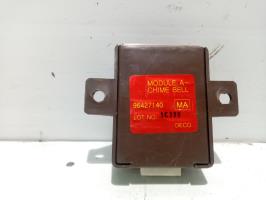 MODULE A-
CHIME BELL
96427140 MA
LOT NO.
DECO